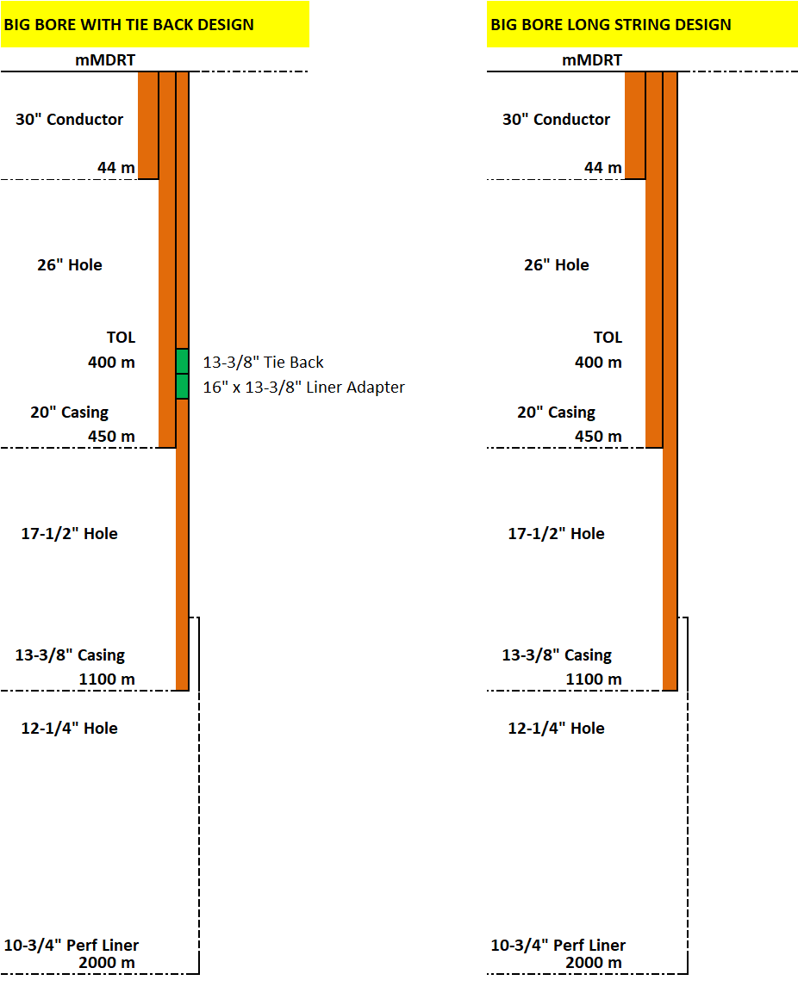 BIG BORE WITH TIE BACK DESIGN
mMDRT
30" Conductor
44 m
26" Hole
TOL
400 m
13-3/8" Tie Back
16" x 13-3/8" Liner Adapter
20" Casing
450 m
17-1/2" Hole
13-3/8" Casing
1100 m
12-1/4" Hole
10-3/4" Perf Liner
2000 m
BIG BORE LONG STRING DESIGN
mMDRT
30" Conductor
44 m
26" Hole
TOL
400 m
20" Casing
450 m
17-1/2" Hole
13-3/8" Casing
1100 m
12-1/4" Hole
10-3/4" Perf Liner
2000 m